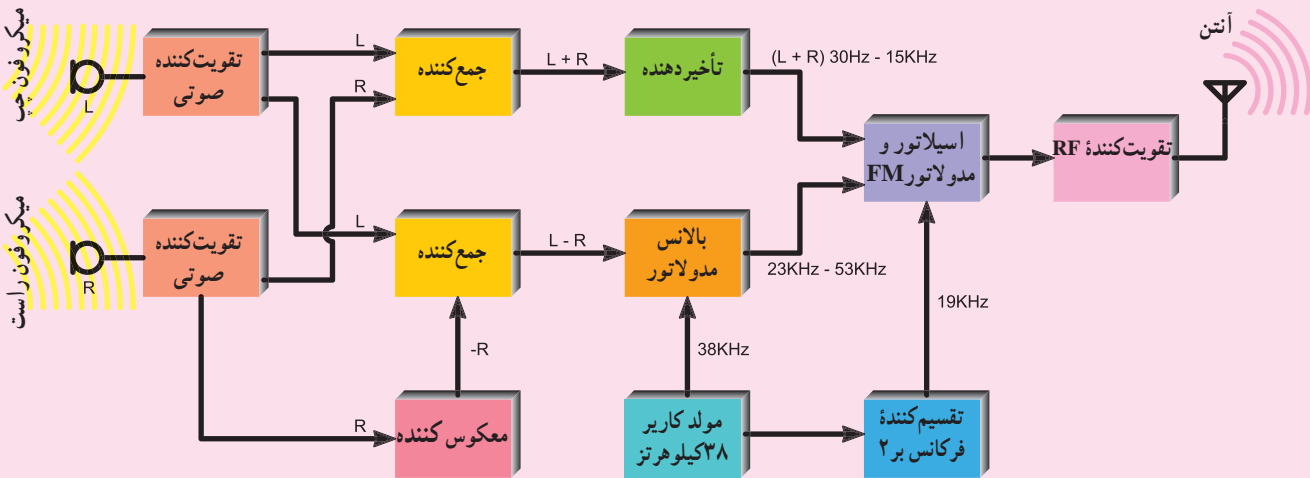 میکروفون چپ
L
تقویت‌کننده
صوتی
L
R
جمع‌کننده
L + R
تأخیردهنده
(L + R) 30Hz - 15KHz
اسیلاتور و
مدولاتور FM
تقویت‌کنندهٔ RF
آنتن
میکروفون راست
R
تقویت‌کننده
صوتی
L
جمع‌کننده
L - R
بالانس
مدولاتور
23KHz - 53KHz
-R
38KHz
19KHz
R
معکوس کننده
مولد کاریر
۳۸کیلوهرتز
تقسیم‌کنندهٔ
فرکانس بر۲